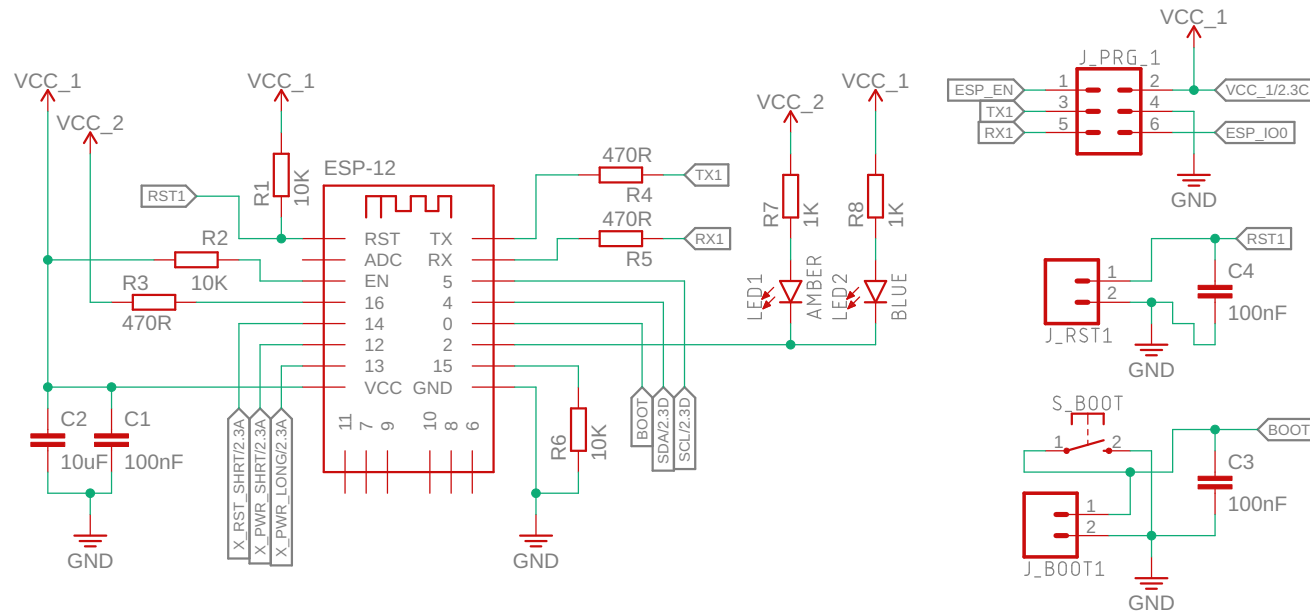 VCC_1
VCC_2
VCC_1
RST1
R1
10K
R2
10K
R3
470R
ESP-12
RST
ADC
EN
16
14
12
13
VCC
TX
RX
5
4
0
2
15
GND
11
7
9
10
8
6
C2
10uF
C1
100nF
GND
X_RST_SHRT/2.3A
X_PWR_SHRT/2.3A
X_PWR_LONG/2.3A
470R
R4
TX1
470R
R5
RX1
R6
10K
GND
BOOT
SDA/2.3D
SCL/2.3D
VCC_2
R7
1K
LED1
AMBER
VCC_1
R8
1K
LED2
BLUE
VCC_1
J_PRG_1
ESP_EN
1
2
VCC_1/2.3C
TX1
3
4
RX1
5
6
ESP_IO0
GND
RST1
1
2
J_RST1
C4
100nF
GND
S_BOOT
1
2
BOOT
C3
100nF
1
2
J_BOOT1
GND